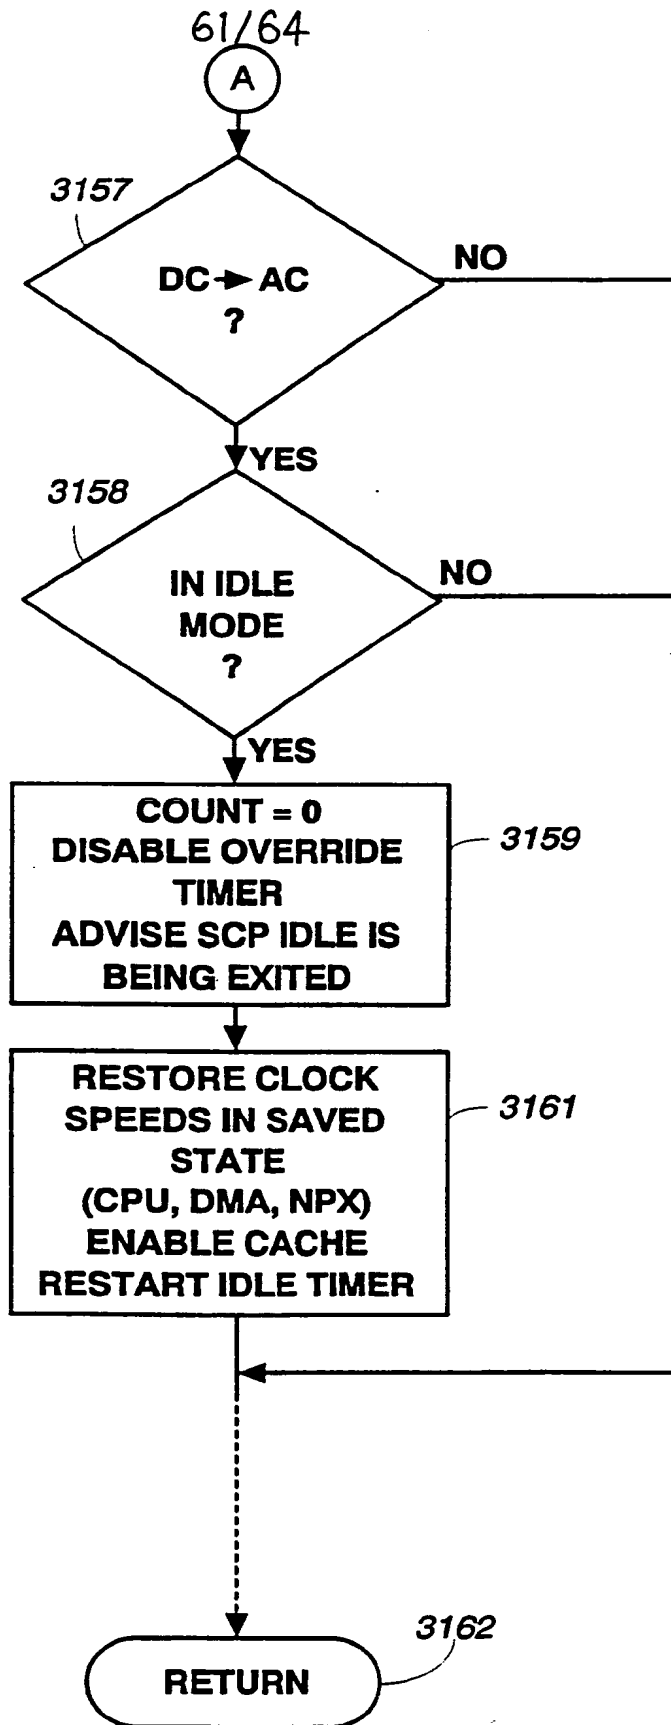 61/64
A
3157
DC→AC
?
NO
YES
3158
IN IDLE
MODE
?
NO
YES
COUNT = 0
DISABLE OVERRIDE
TIMER
ADVISE SCP IDLE IS
BEING EXITED
3159
RESTORE CLOCK
SPEEDS IN SAVED
STATE
(CPU, DMA, NPX)
ENABLE CACHE
RESTART IDLE TIMER
3161
3162
RETURN